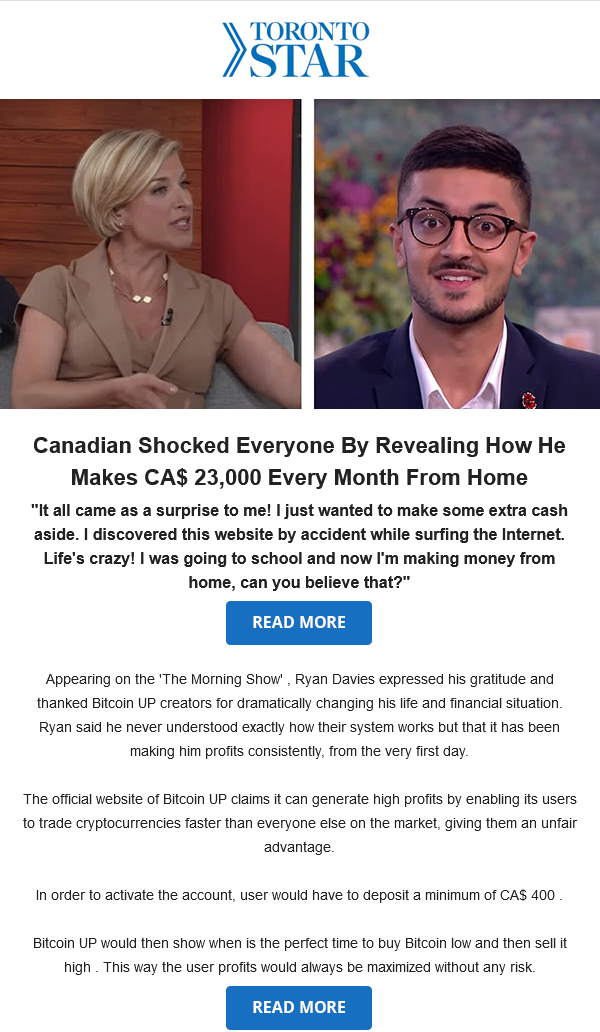 TORONTO
STAR
Canadian Shocked Everyone By Revealing How He
Makes CA$ 23,000 Every Month From Home
"It all came as a surprise to me! I just wanted to make some extra cash
aside. I discovered this website by accident while surfing the Internet.
Life's crazy! I was going to school and now I'm making money from
home, can you believe that?"
READ MORE
Appearing on the 'The Morning Show' , Ryan Davies expressed his gratitude and
thanked Bitcoin UP creators for dramatically changing his life and financial situation.
Ryan said he never understood exactly how their system works but that it has been
making him profits consistently, from the very first day.
The official website of Bitcoin UP claims it can generate high profits by enabling its users
to trade cryptocurrencies faster than everyone else on the market, giving them an unfair
advantage.
In order to activate the account, user would have to deposit a minimum of CA$ 400 .
Bitcoin UP would then show when is the perfect time to buy Bitcoin low and then sell it
high . This way the user profits would always be maximized without any risk.
READ MORE